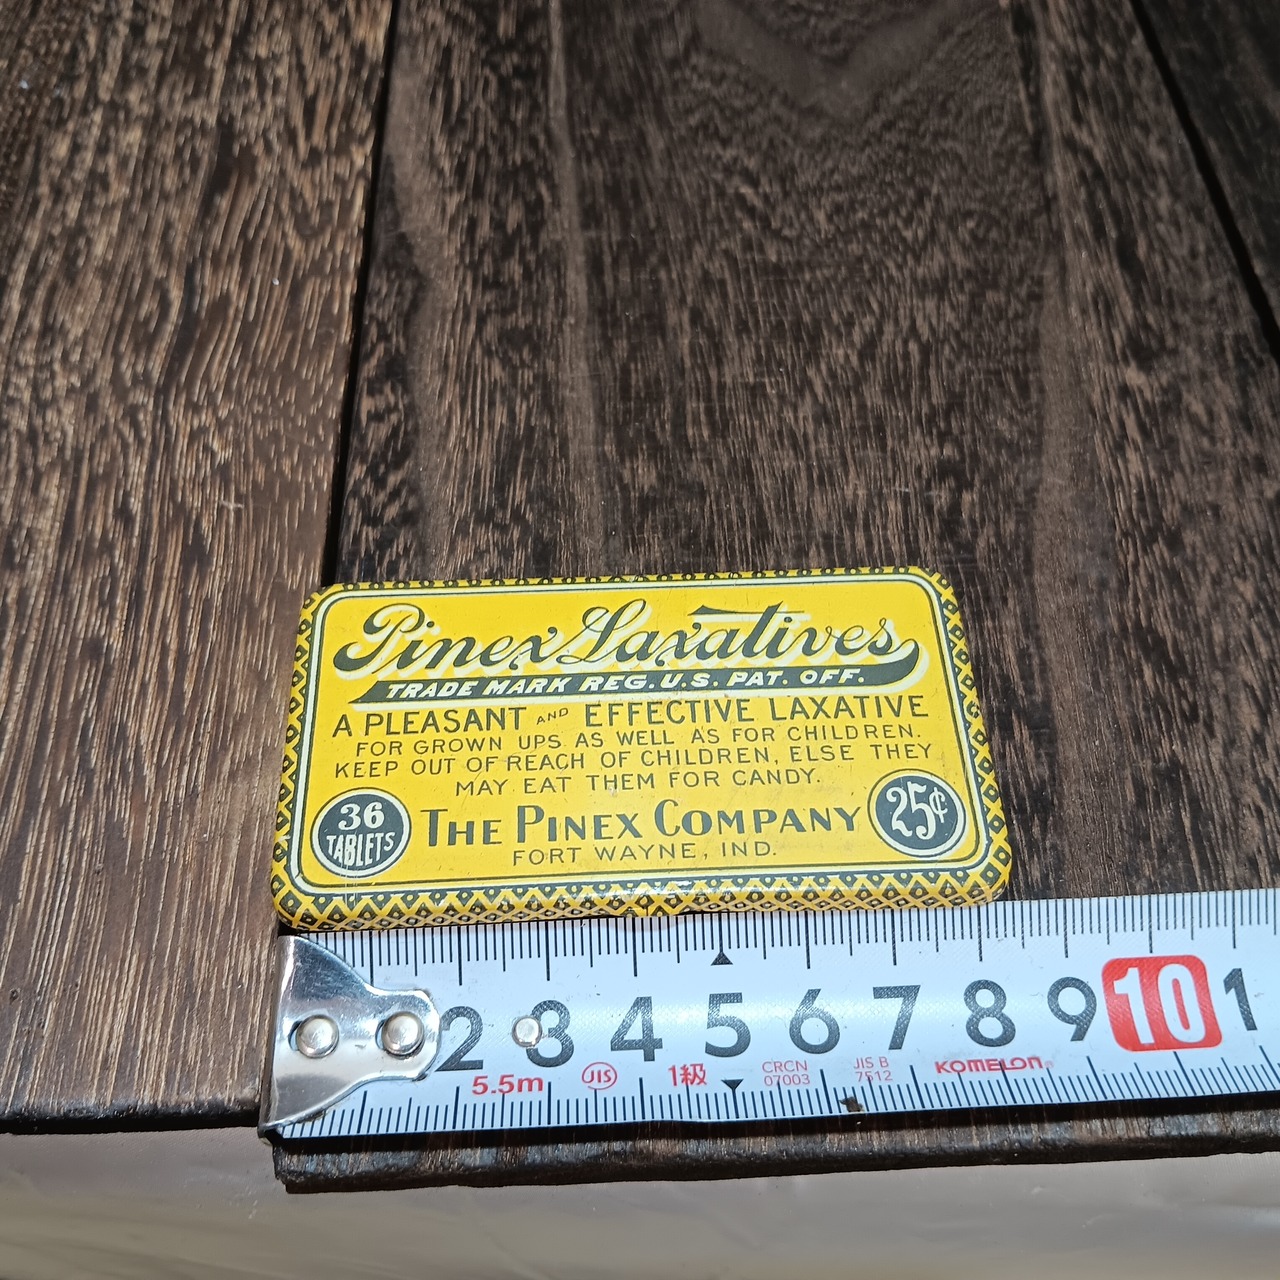 Pinex Laxatives
TRADE MARK REG. U.S. PAT. OFF.
A PLEASANT AND EFFECTIVE LAXATIVE
FOR GROWN UPS AS WELL AS FOR CHILDREN.
KEEP OUT OF REACH OF CHILDREN, ELSE THEY
MAY EAT THEM FOR CANDY.
36
TABLETS
THE PINEX COMPANY
25¢
FORT WAYNE, IND.
2 3 4 5 6 7 8 9 10 1
5.5m JIS 1級 CRCN
07003 JIS B
7512 KOMELON®